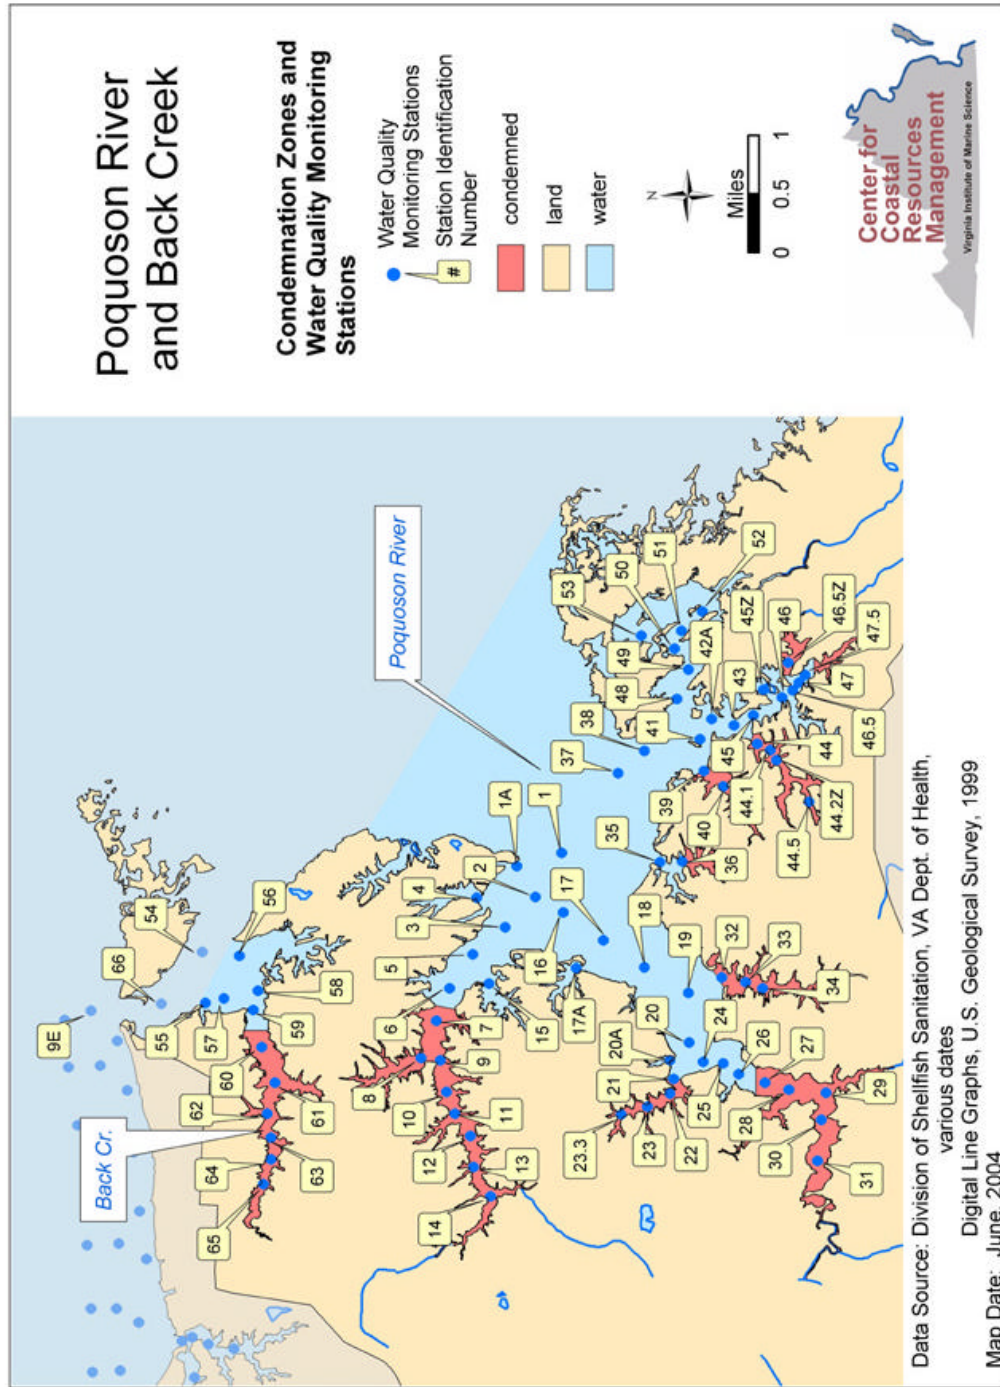 Poquoson River
and Back Creek
Condemnation Zones and
Water Quality Monitoring
Stations
Water Quality
Monitoring Stations
#
Station Identification
Number
condemned
land
water
N
Miles
0 0.5 1
Center for
Coastal
Resources
Management
Virginia Institute of Marine Science
9E
66
54
55
57
56
58
59
60
61
62
63
64
65
Back Cr.
Poquoson River
1A
1
2
3
4
5
6
7
8
9
10
11
12
13
14
15
16
17
17A
18
19
20
20A
21
22
23
23.3
24
25
26
27
28
29
30
31
32
33
34
35
36
37
38
39
40
41
42A
43
44
44.1
44.2Z
44.5
45
45Z
46
46.5
46.5Z
47
47.5
48
49
50
51
52
53
Data Source: Division of Shellfish Sanitation, VA Dept. of Health,
various dates
Digital Line Graphs, U.S. Geological Survey, 1999
Map Date: June, 2004